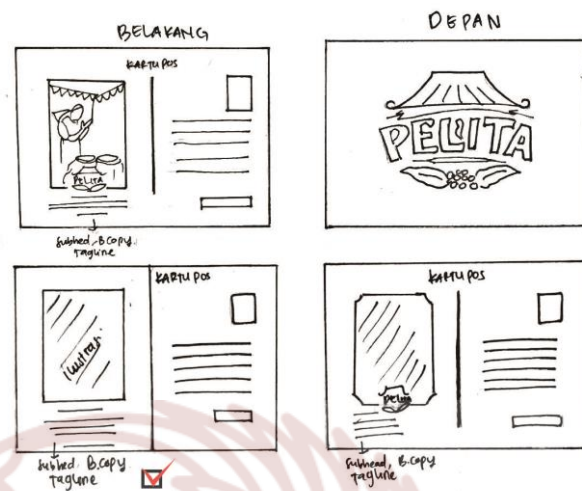 BELAKANG
DEPAN
KARTU POS
PELITA
PELITA
Subhed, B.Copy,
Tagline
KARTU POS
ilustrasi
Subhed, B.Copy
Tagline
KARTU POS
PELITA
Subhead, B.Copy
Tagline